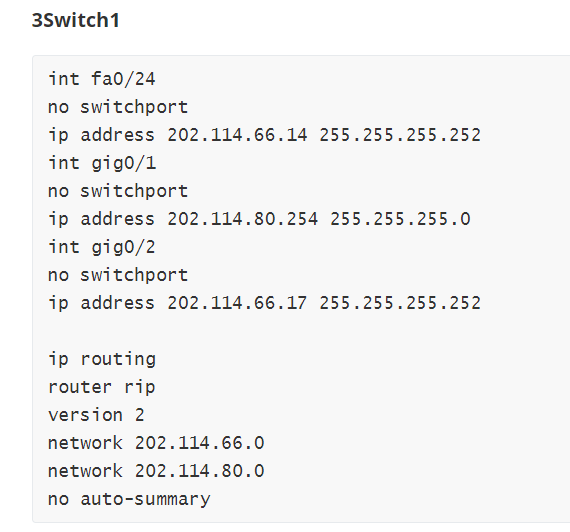 3Switch1
int fa0/24
no switchport
ip address 202.114.66.14 255.255.255.252
int gig0/1
no switchport
ip address 202.114.80.254 255.255.255.0
int gig0/2
no switchport
ip address 202.114.66.17 255.255.255.252
ip routing
router rip
version 2
network 202.114.66.0
network 202.114.80.0
no auto-summary